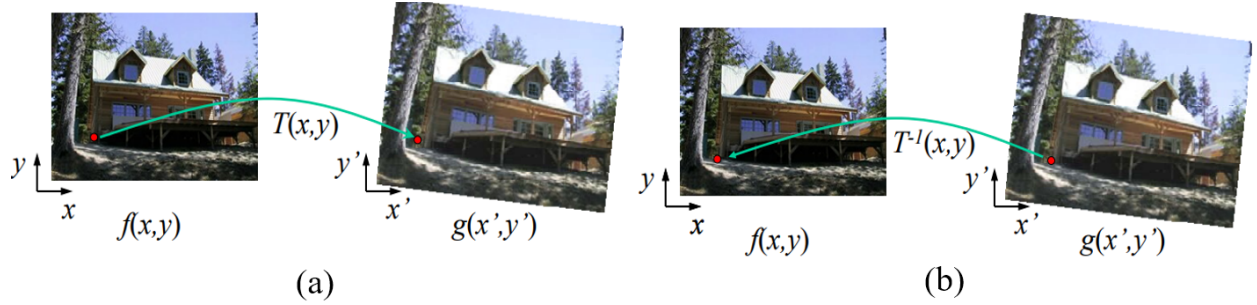 T(x,y)
y
x
f(x,y)
y'
x'
g(x',y')
(a)
T⁻¹(x,y)
y
x
f(x,y)
y'
x'
g(x',y')
(b)